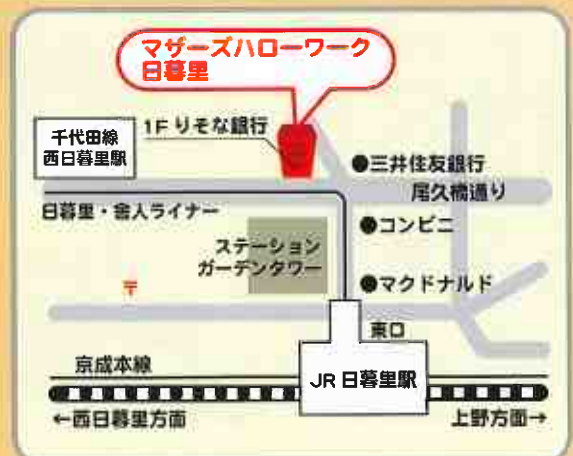 マザーズハローワーク
日暮里
1F りそな銀行
千代田線
西日暮里駅
●三井住友銀行
尾久橋通り
日暮里・舎人ライナー
●コンビニ
ステーション
ガーデンタワー
●マクドナルド
〒
東口
京成本線
JR 日暮里駅
←西日暮里方面
上野方面→